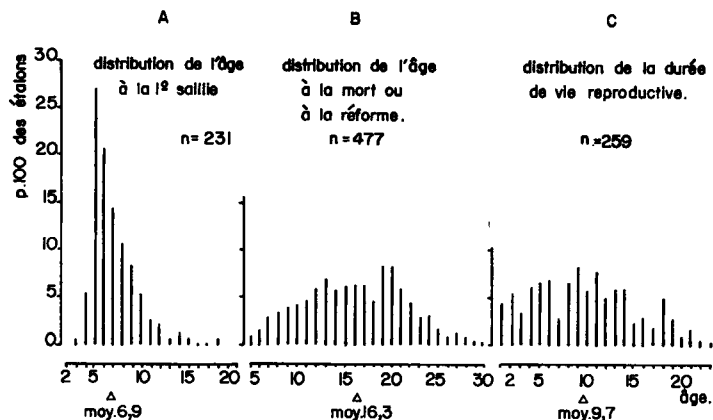 A
B
C
p.100 des étalons
30.
25.
20.
15.
10.
5.
0.
distribution de l'âge
à la 1º saillie
n=231
distribution de l'âge
à la mort ou
à la réforme.
n=477
distribution de la durée
de vie reproductive.
n.=259
2 5 10 15 20
5 10 15 20 25 30
2 5 10 15 20 âge.
moy.6,9
moy.16,3
moy.9,7